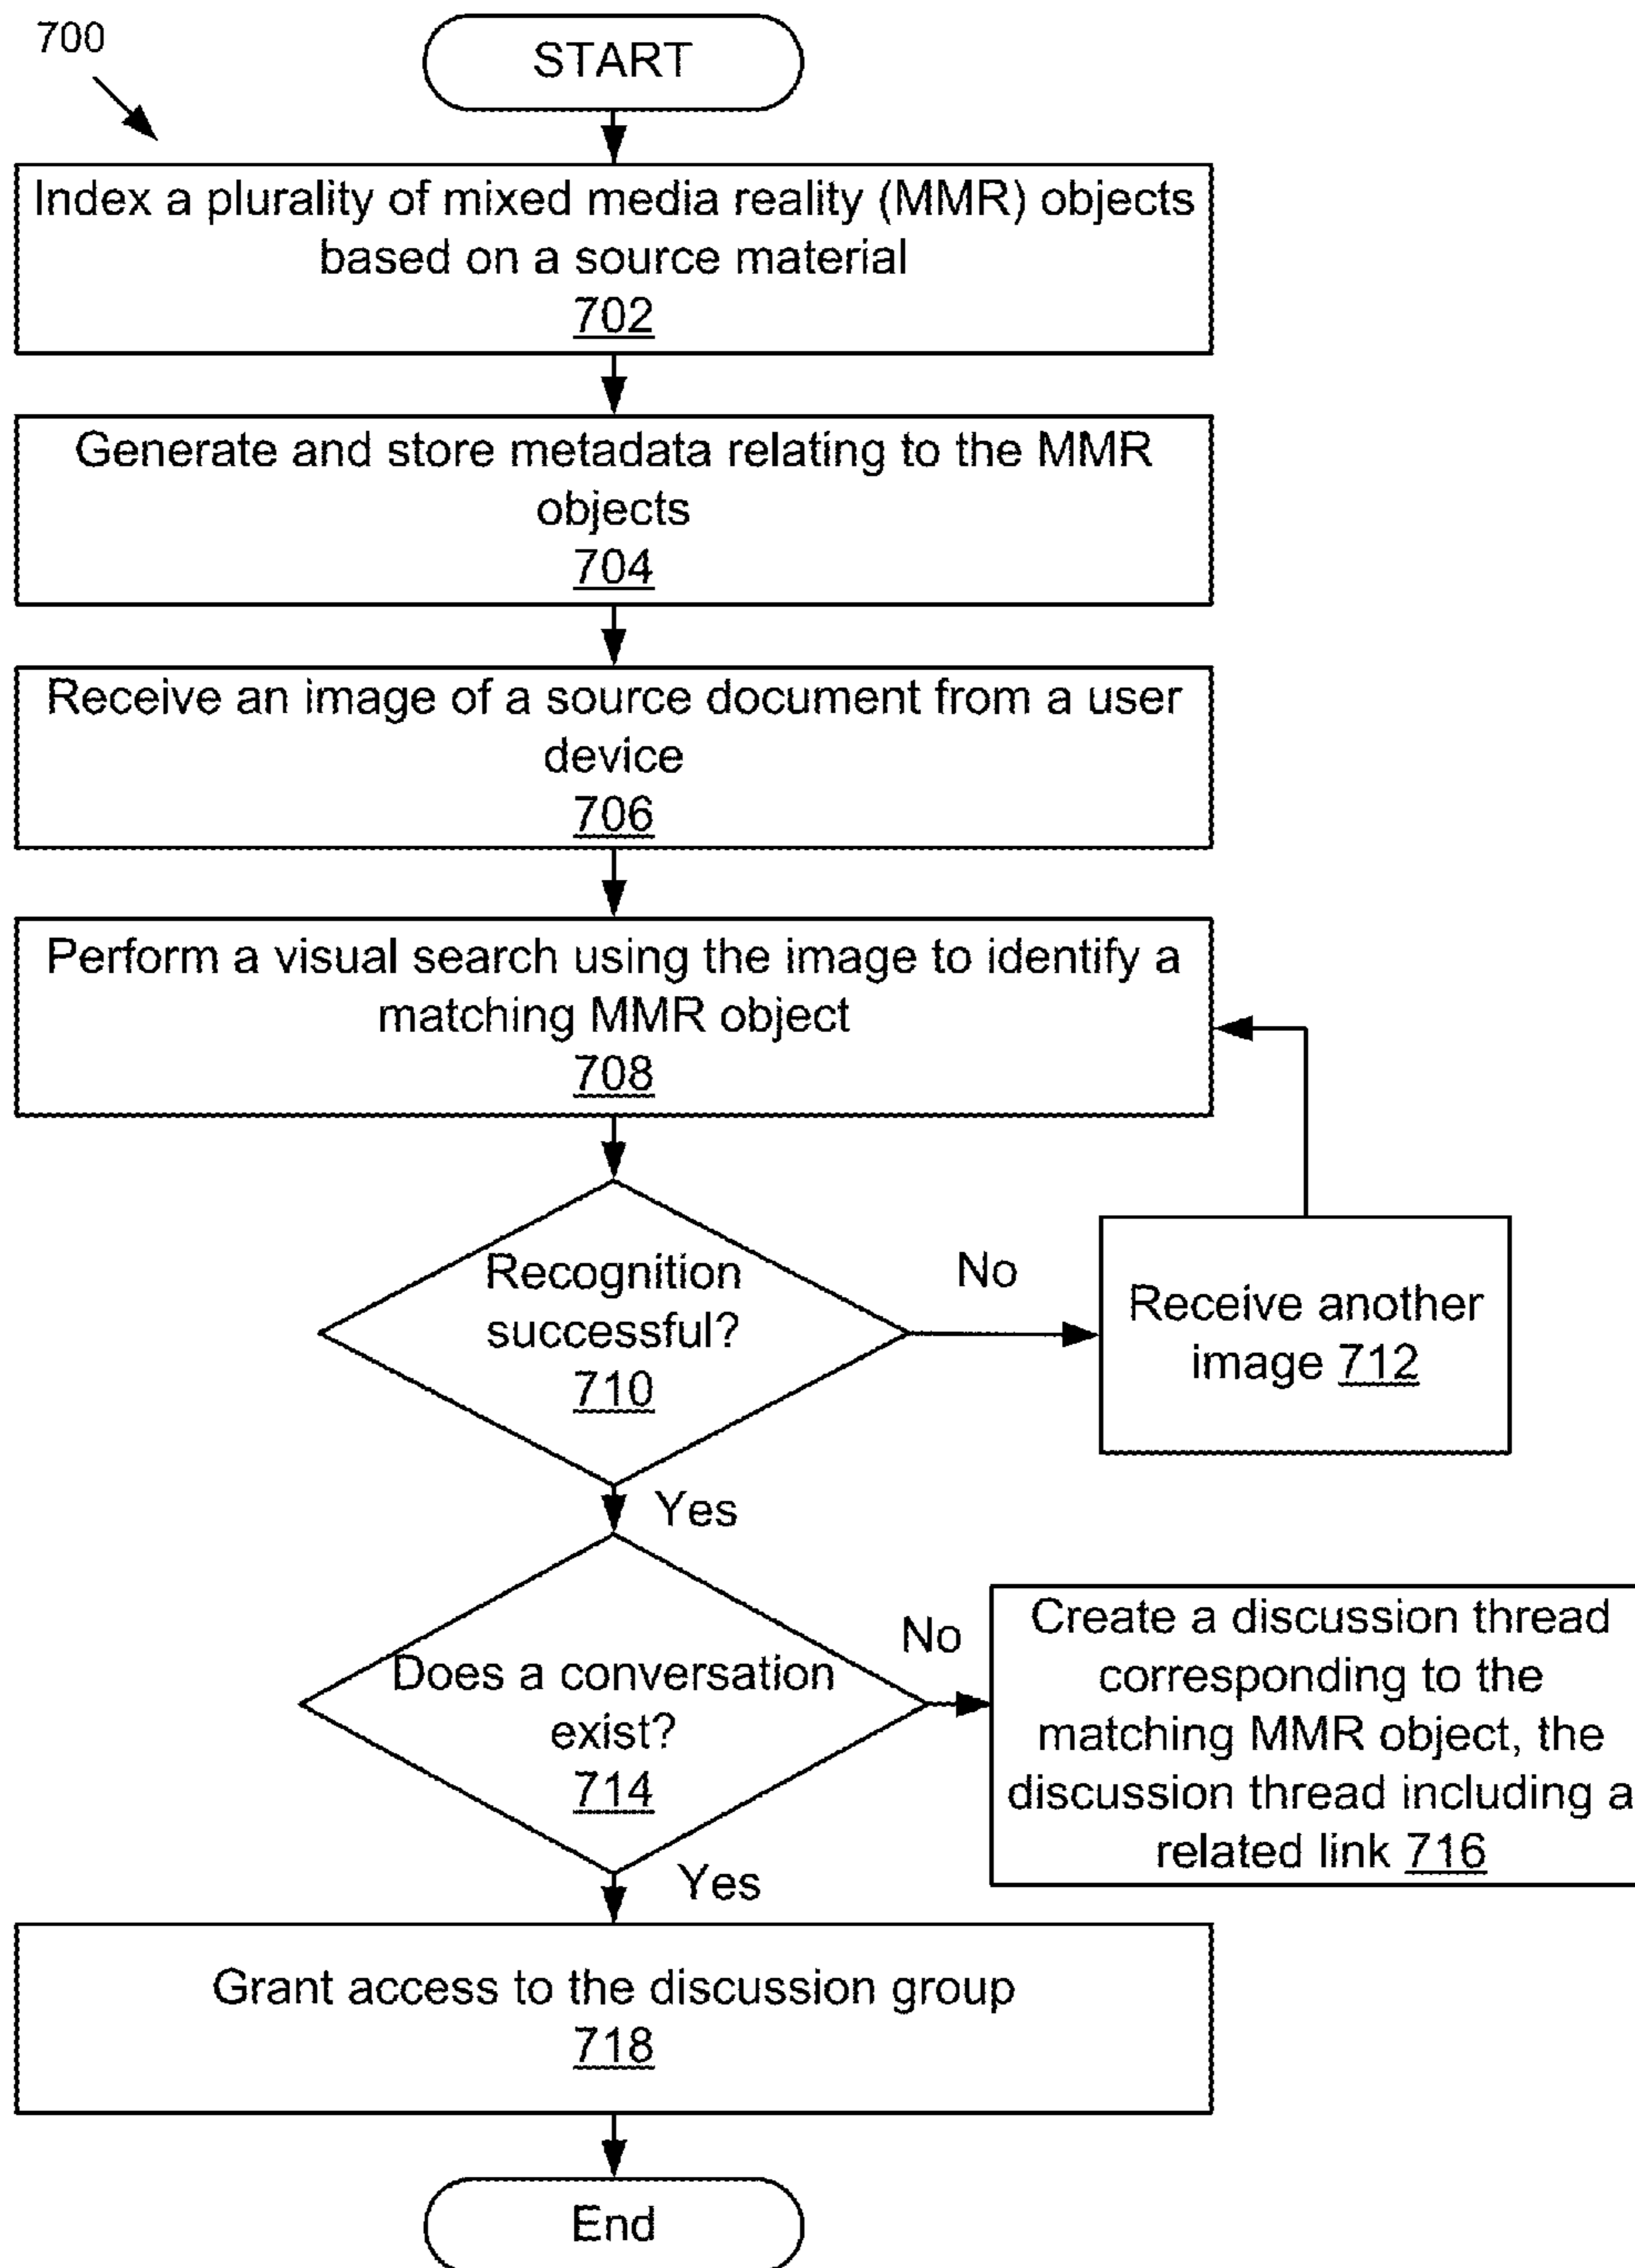 700
START
Index a plurality of mixed media reality (MMR) objects
based on a source material
702
Generate and store metadata relating to the MMR
objects
704
Receive an image of a source document from a user
device
706
Perform a visual search using the image to identify a
matching MMR object
708
Recognition
successful?
710
No
Receive another
image 712
Yes
Does a conversation
exist?
714
No
Create a discussion thread
corresponding to the
matching MMR object, the
discussion thread including a
related link 716
Yes
Grant access to the discussion group
718
End